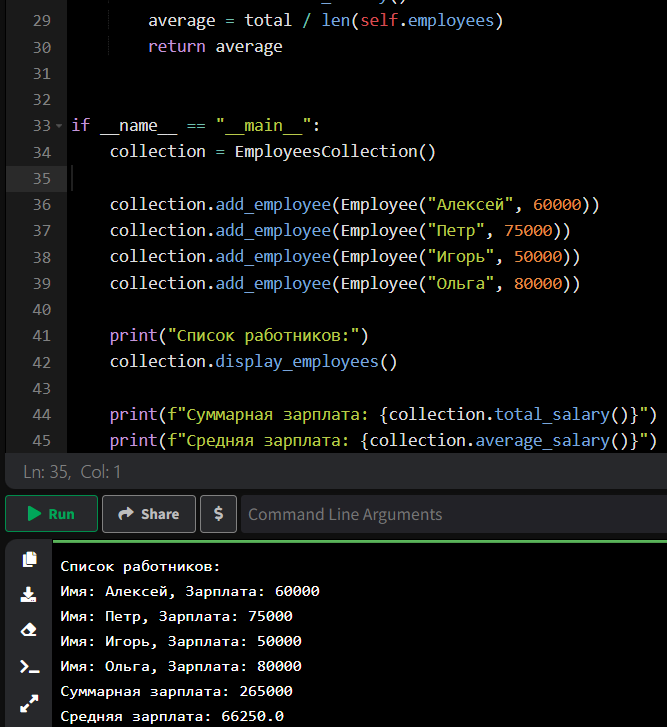 29         average = total / len(self.employees)
30         return average
31
32
33 if __name__ == "__main__":
34     collection = EmployeesCollection()
35
36     collection.add_employee(Employee("Алексей", 60000))
37     collection.add_employee(Employee("Петр", 75000))
38     collection.add_employee(Employee("Игорь", 50000))
39     collection.add_employee(Employee("Ольга", 80000))
40
41     print("Список работников:")
42     collection.display_employees()
43
44     print(f"Суммарная зарплата: {collection.total_salary()}")
45     print(f"Средняя зарплата: {collection.average_salary()}")
Ln: 35, Col: 1
Run Share $ Command Line Arguments
Список работников:
Имя: Алексей, Зарплата: 60000
Имя: Петр, Зарплата: 75000
Имя: Игорь, Зарплата: 50000
Имя: Ольга, Зарплата: 80000
Суммарная зарплата: 265000
Средняя зарплата: 66250.0